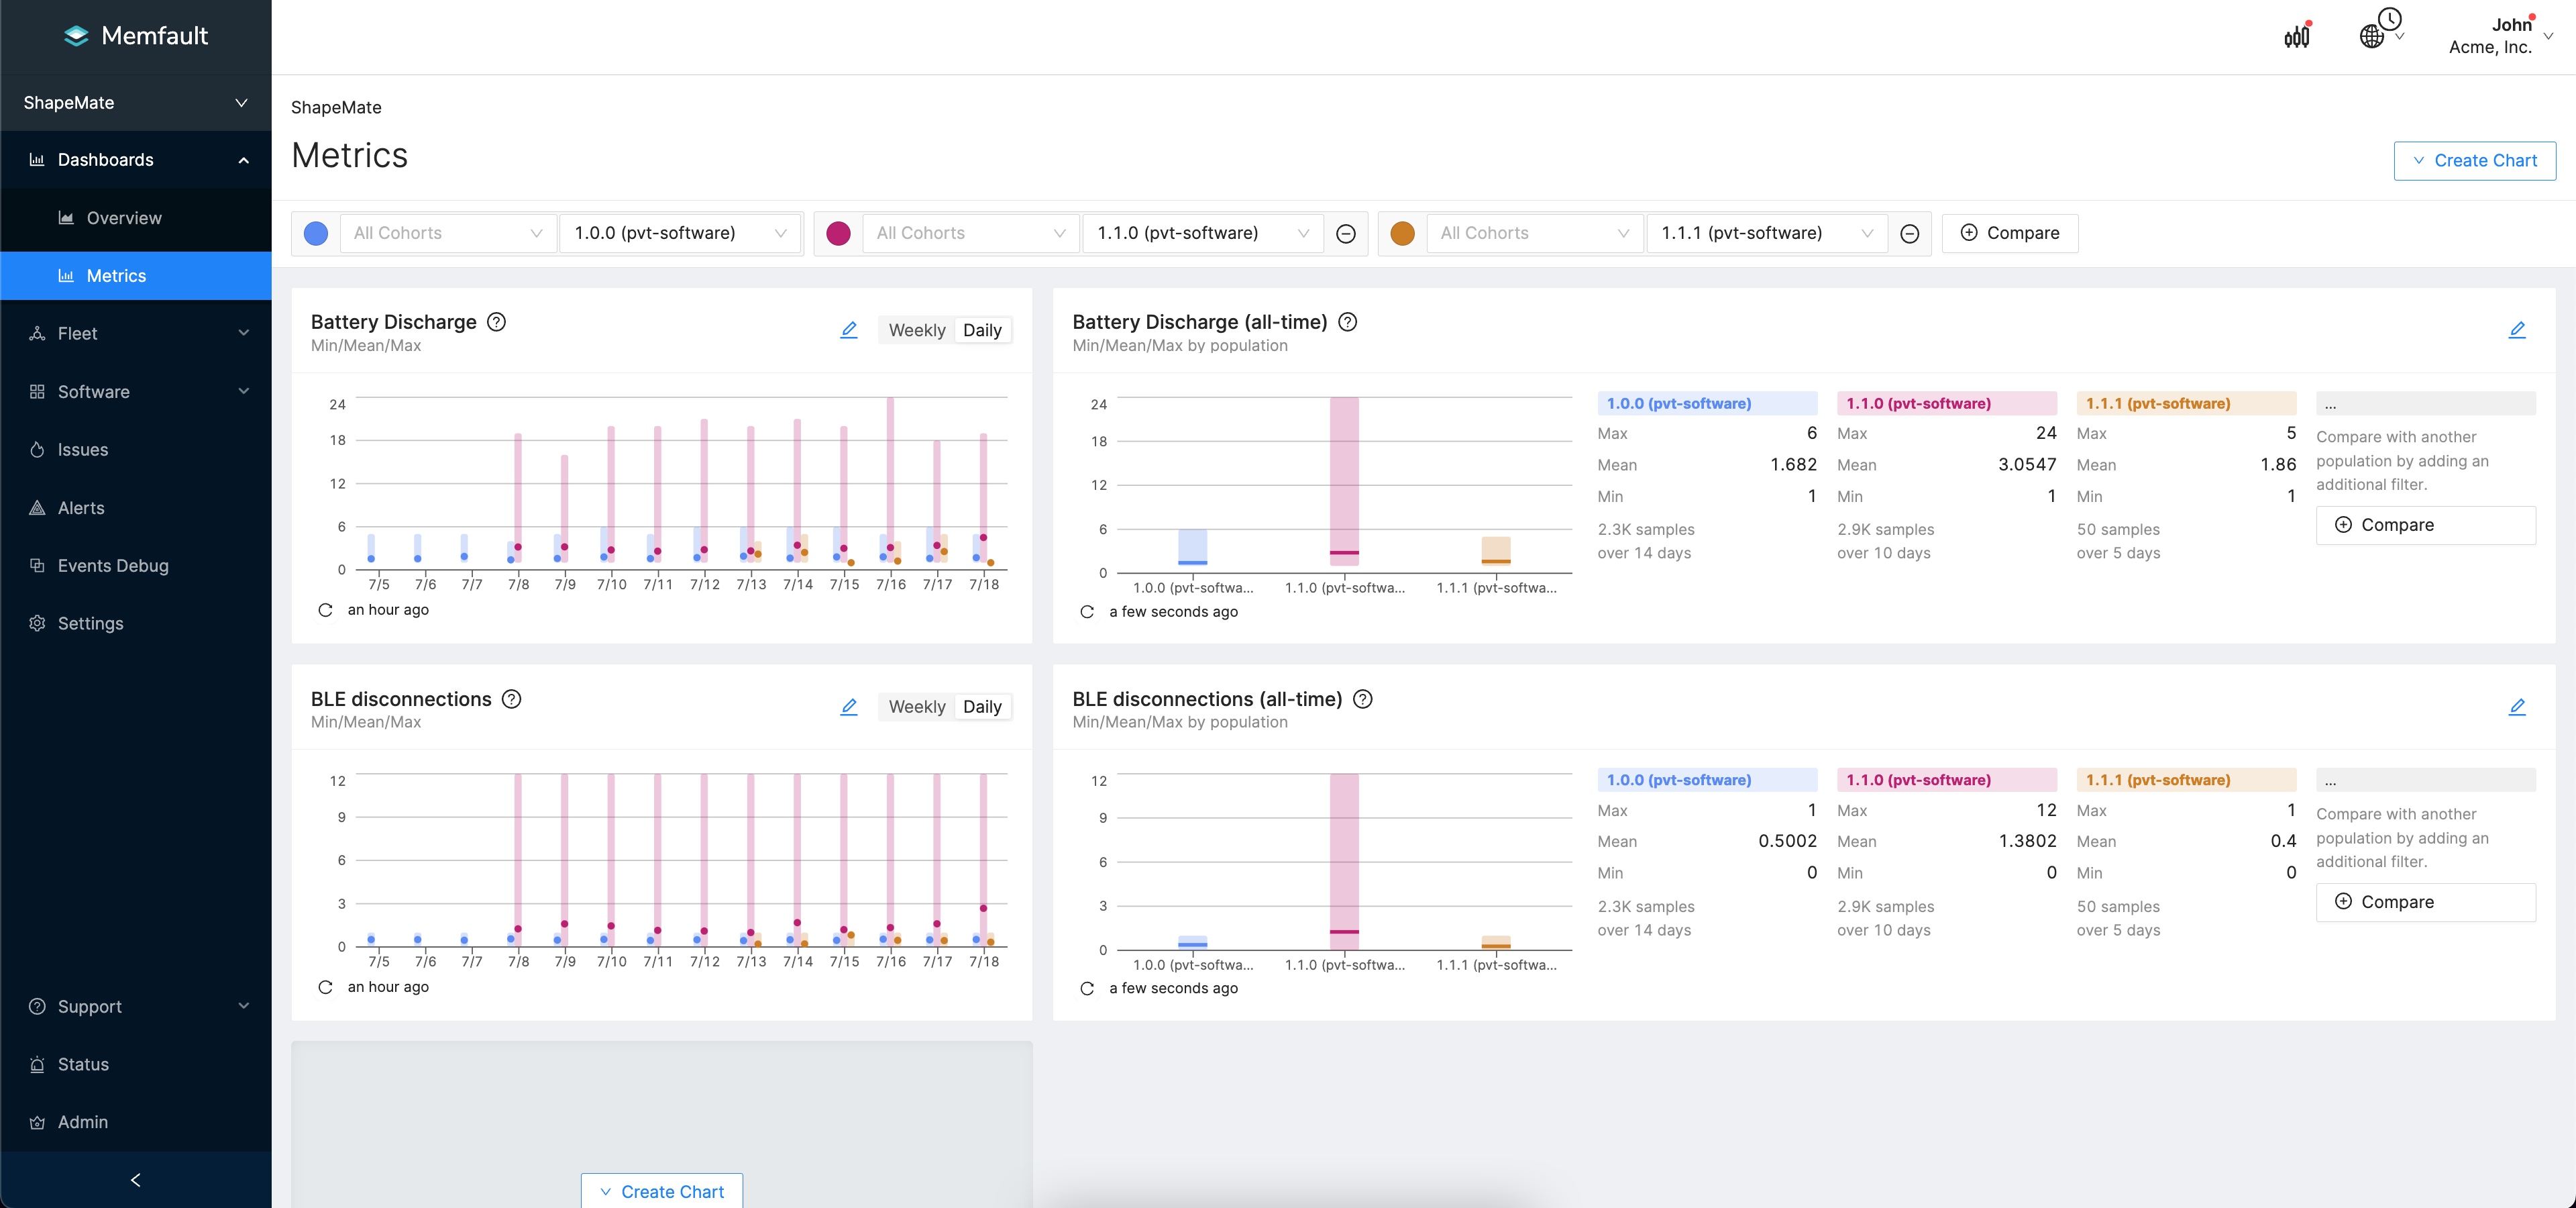 Memfault
John
Acme, Inc.
ShapeMate
Dashboards
Overview
Metrics
Fleet
Software
Issues
Alerts
Events Debug
Settings
Support
Status
Admin
ShapeMate
Metrics
Create Chart
All Cohorts 1.0.0 (pvt-software) All Cohorts 1.1.0 (pvt-software) All Cohorts 1.1.1 (pvt-software) Compare
Battery Discharge
Min/Mean/Max
Weekly Daily
24
18
12
6
0
7/5 7/6 7/7 7/8 7/9 7/10 7/11 7/12 7/13 7/14 7/15 7/16 7/17 7/18
an hour ago
Battery Discharge (all-time)
Min/Mean/Max by population
24
18
12
6
0
1.0.0 (pvt-softwa... 1.1.0 (pvt-softwa... 1.1.1 (pvt-softwa...
a few seconds ago
1.0.0 (pvt-software)
Max 6
Mean 1.682
Min 1
2.3K samples
over 14 days
1.1.0 (pvt-software)
Max 24
Mean 3.0547
Min 1
2.9K samples
over 10 days
1.1.1 (pvt-software)
Max 5
Mean 1.86
Min 1
50 samples
over 5 days
...
Compare with another
population by adding an
additional filter.
Compare
BLE disconnections
Min/Mean/Max
Weekly Daily
12
9
6
3
0
7/5 7/6 7/7 7/8 7/9 7/10 7/11 7/12 7/13 7/14 7/15 7/16 7/17 7/18
an hour ago
BLE disconnections (all-time)
Min/Mean/Max by population
12
9
6
3
0
1.0.0 (pvt-softwa... 1.1.0 (pvt-softwa... 1.1.1 (pvt-softwa...
a few seconds ago
1.0.0 (pvt-software)
Max 1
Mean 0.5002
Min 0
2.3K samples
over 14 days
1.1.0 (pvt-software)
Max 12
Mean 1.3802
Min 0
2.9K samples
over 10 days
1.1.1 (pvt-software)
Max 1
Mean 0.4
Min 0
50 samples
over 5 days
...
Compare with another
population by adding an
additional filter.
Compare
Create Chart